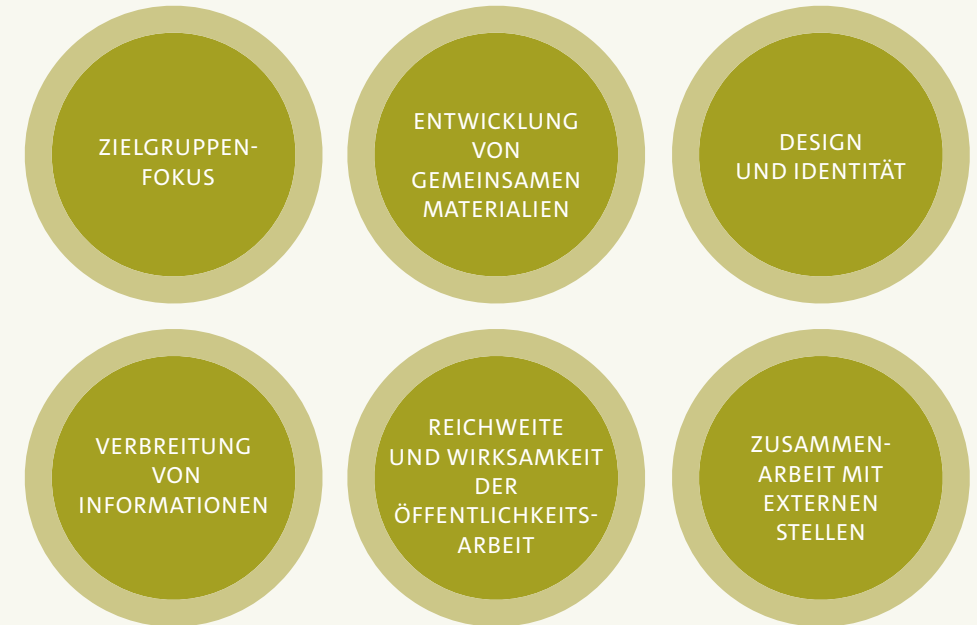 ZIELGRUPPEN-
FOKUS
ENTWICKLUNG
VON
GEMEINSAMEN
MATERIALIEN
DESIGN
UND IDENTITÄT
VERBREITUNG
VON
INFORMATIONEN
REICHWEITE
UND WIRKSAMKEIT
DER
ÖFFENTLICHKEITS-
ARBEIT
ZUSAMMEN-
ARBEIT MIT
EXTERNEN
STELLEN